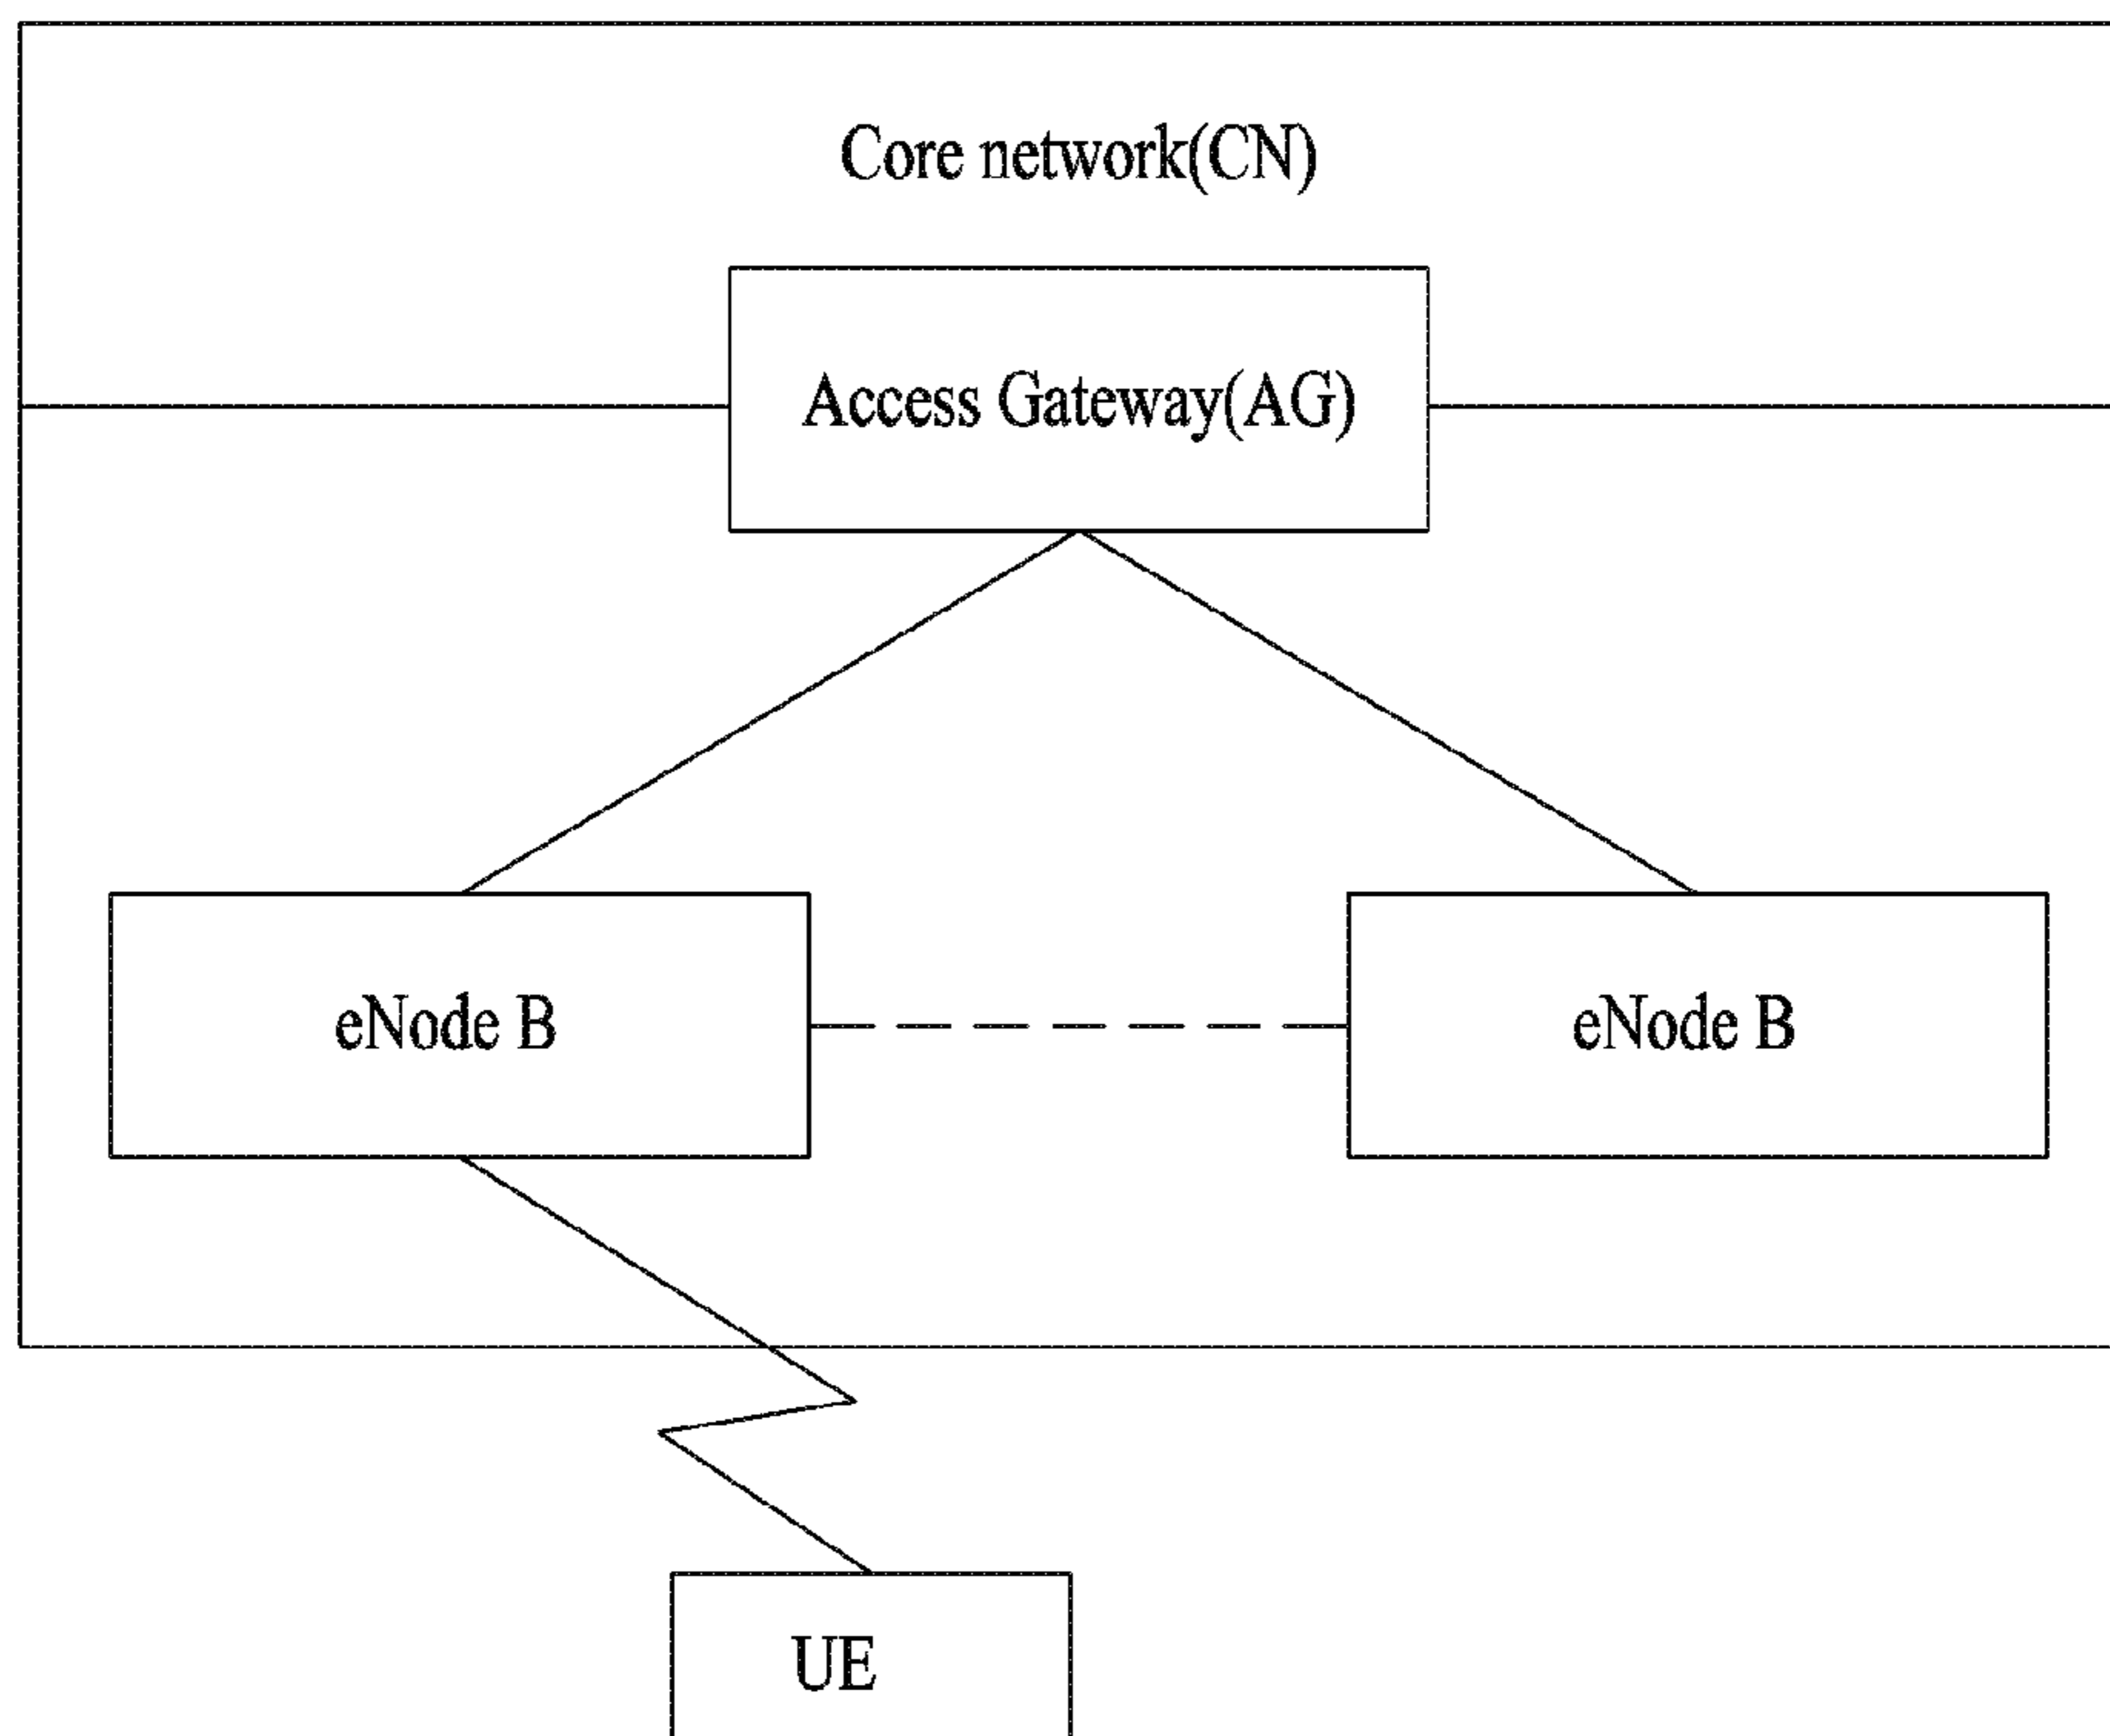 Core network(CN)
Access Gateway(AG)
eNode B
eNode B
UE